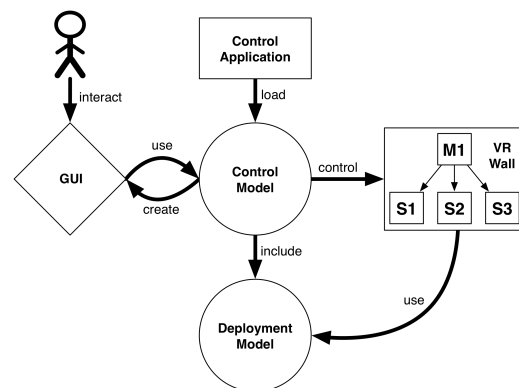 Control
Application
interact
load
use
GUI
create
Control
Model
control
M1
VR
Wall
S1
S2
S3
include
use
Deployment
Model